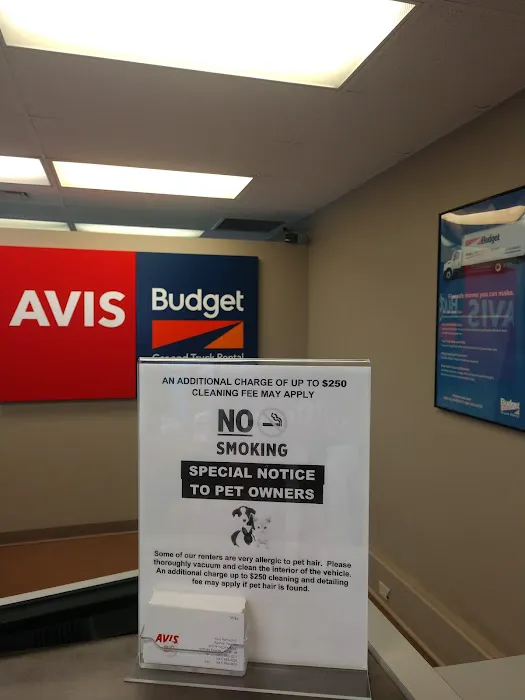 AVIS
Budget
AN ADDITIONAL CHARGE OF UP TO $250
CLEANING FEE MAY APPLY
NO
SMOKING
SPECIAL NOTICE
TO PET OWNERS
Some of our renters are very allergic to pet hair. Please
thoroughly vacuum and clean the interior of the vehicle.
An additional charge up to $250 cleaning and detailing
fee may apply if pet hair is found.
AVIS
Budget
AVIS
Budget